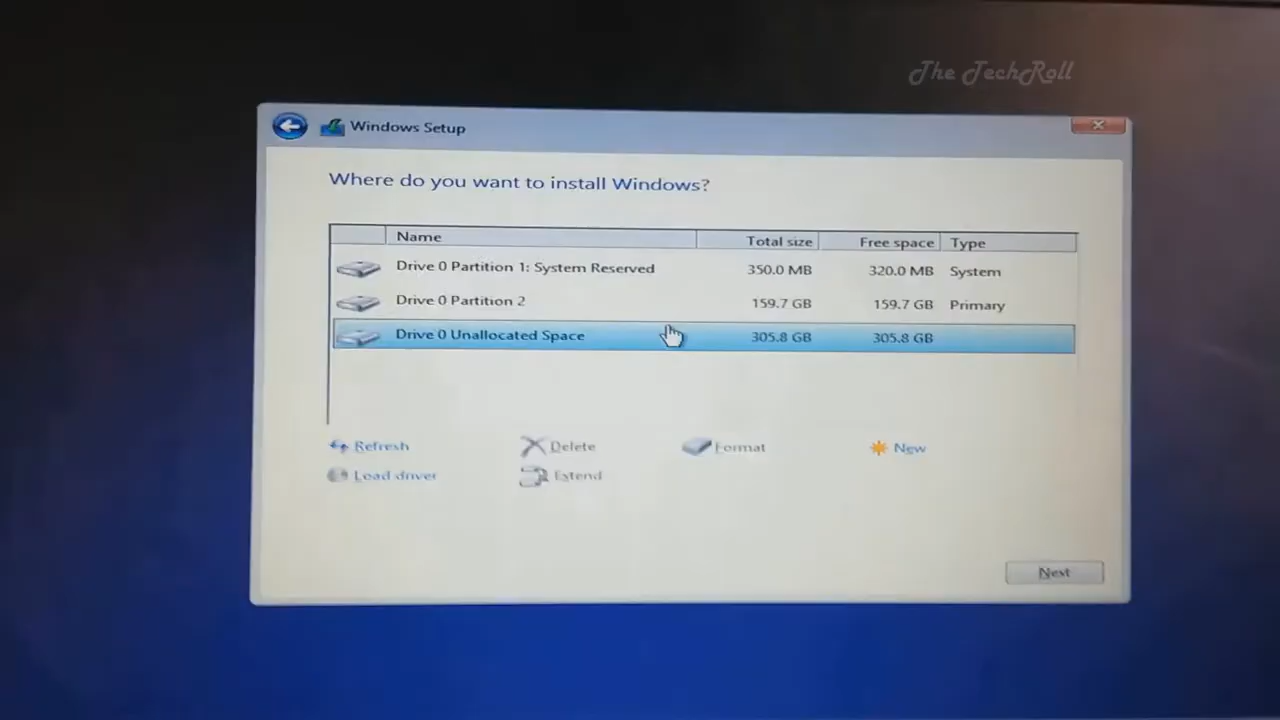 The TechRoll
Windows Setup
Where do you want to install Windows?
Name Total size Free space Type
Drive 0 Partition 1: System Reserved 350.0 MB 320.0 MB System
Drive 0 Partition 2 159.7 GB 159.7 GB Primary
Drive 0 Unallocated Space 305.8 GB 305.8 GB
Refresh Delete Format New
Load driver Extend
Next